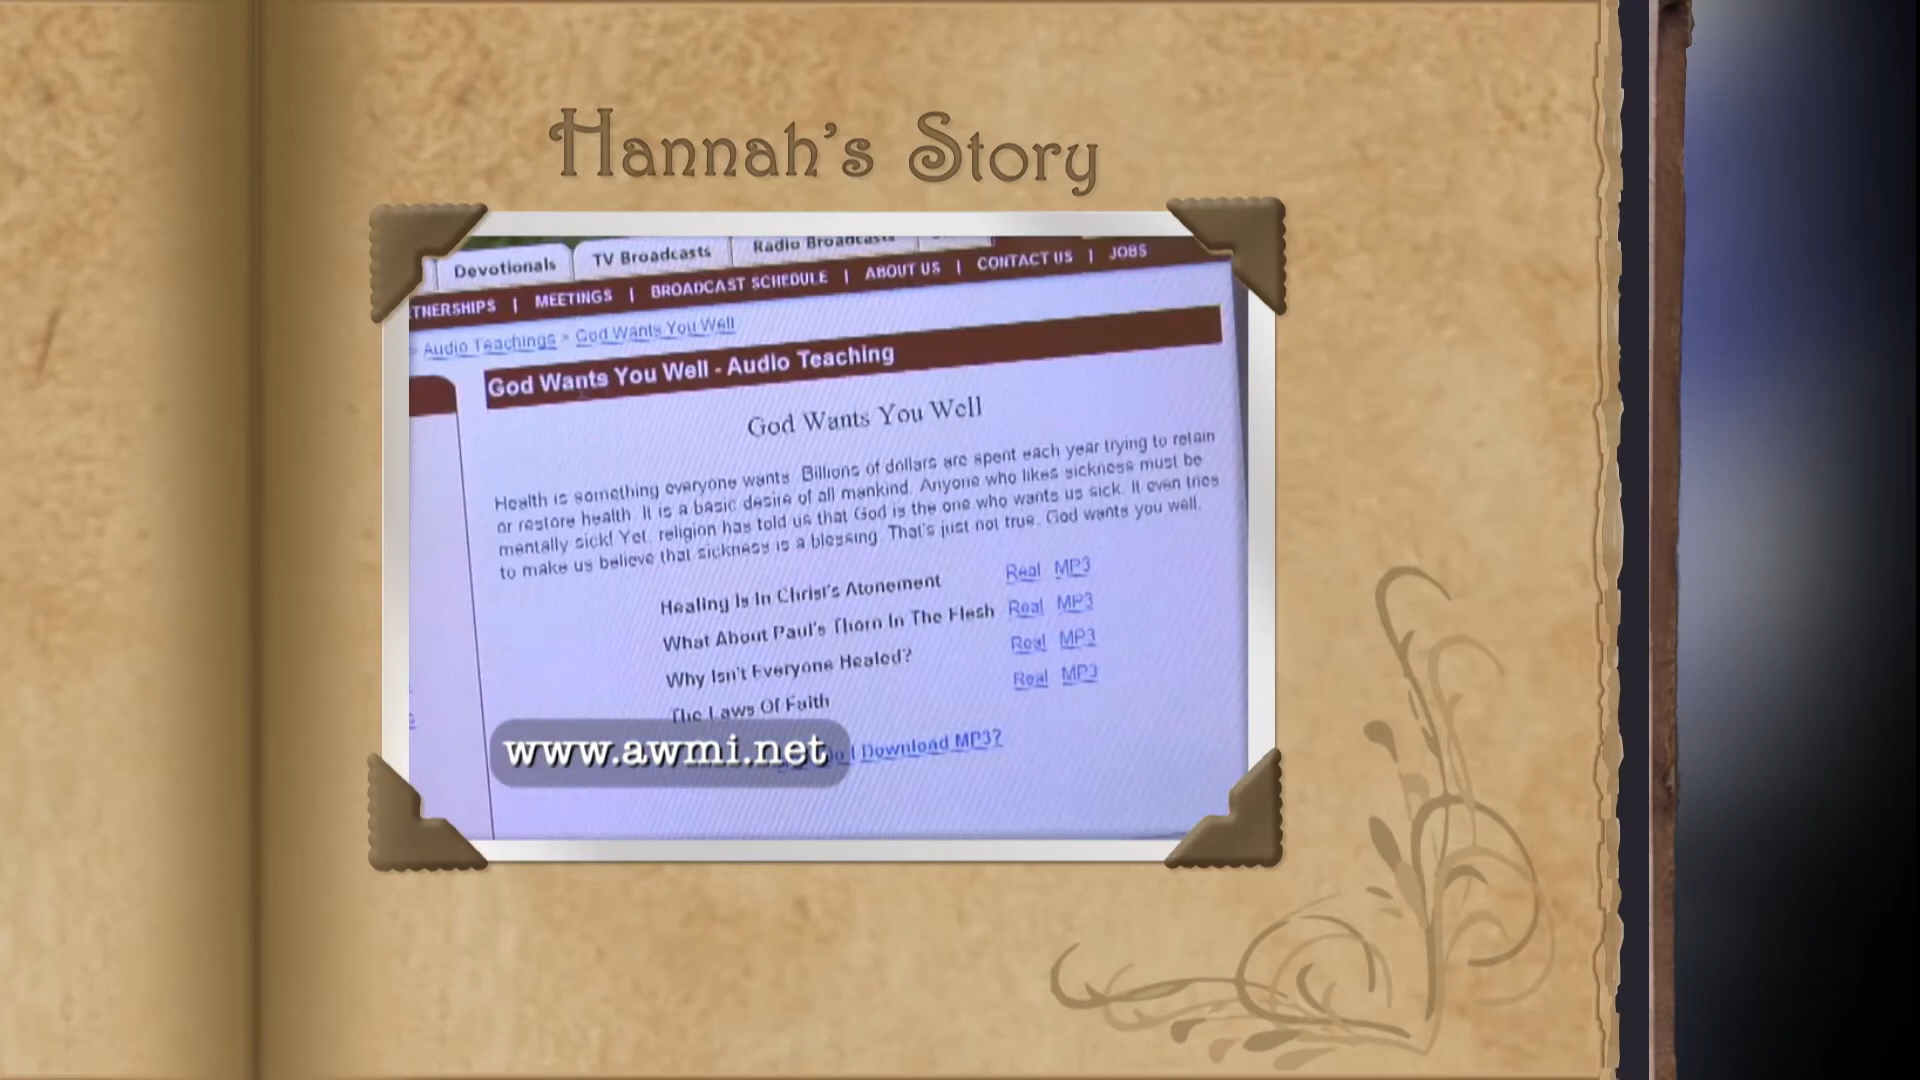 Hannah's Story
Devotionals TV Broadcasts Radio Broadcasts
TNERSHIPS | MEETINGS | BROADCAST SCHEDULE | ABOUT US | CONTACT US | JOBS
> Audio Teachings > God Wants You Well
God Wants You Well - Audio Teaching
God Wants You Well
Health is something everyone wants. Billions of dollars are spent each year trying to retain
or restore health. It is a basic desire of all mankind. Anyone who likes sickness must be
mentally sick! Yet, religion has told us that God is the one who wants us sick. It even tries
to make us believe that sickness is a blessing. That's just not true. God wants you well.
Healing Is In Christ's Atonement Real MP3
What About Paul's Thorn In The Flesh Real MP3
Why Isn't Everyone Healed? Real MP3
The Laws Of Faith Real MP3
I Download MP3?
www.awmi.net